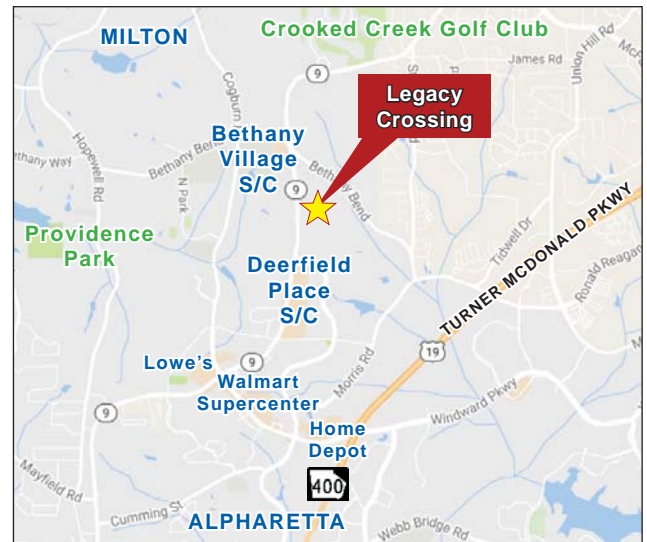 MILTON
Crooked Creek Golf Club
James Rd
Union Hill Rd
9
Cogburn
Legacy
Crossing
Bethany
Village
S/C
Bethany Bend
Bethany Bend
9
Hopewell Rd
N Park
Providence
Park
Tidwell Dr
TURNER MCDONALD PKWY
Ronald Reagan
Deerfield
Place
S/C
19
Morris Rd
Lowe's
9
Walmart
Supercenter
9
Windward Pkwy
Home
Depot
Mayfield Rd
400
Cumming St
ALPHARETTA
Webb Bridge Rd